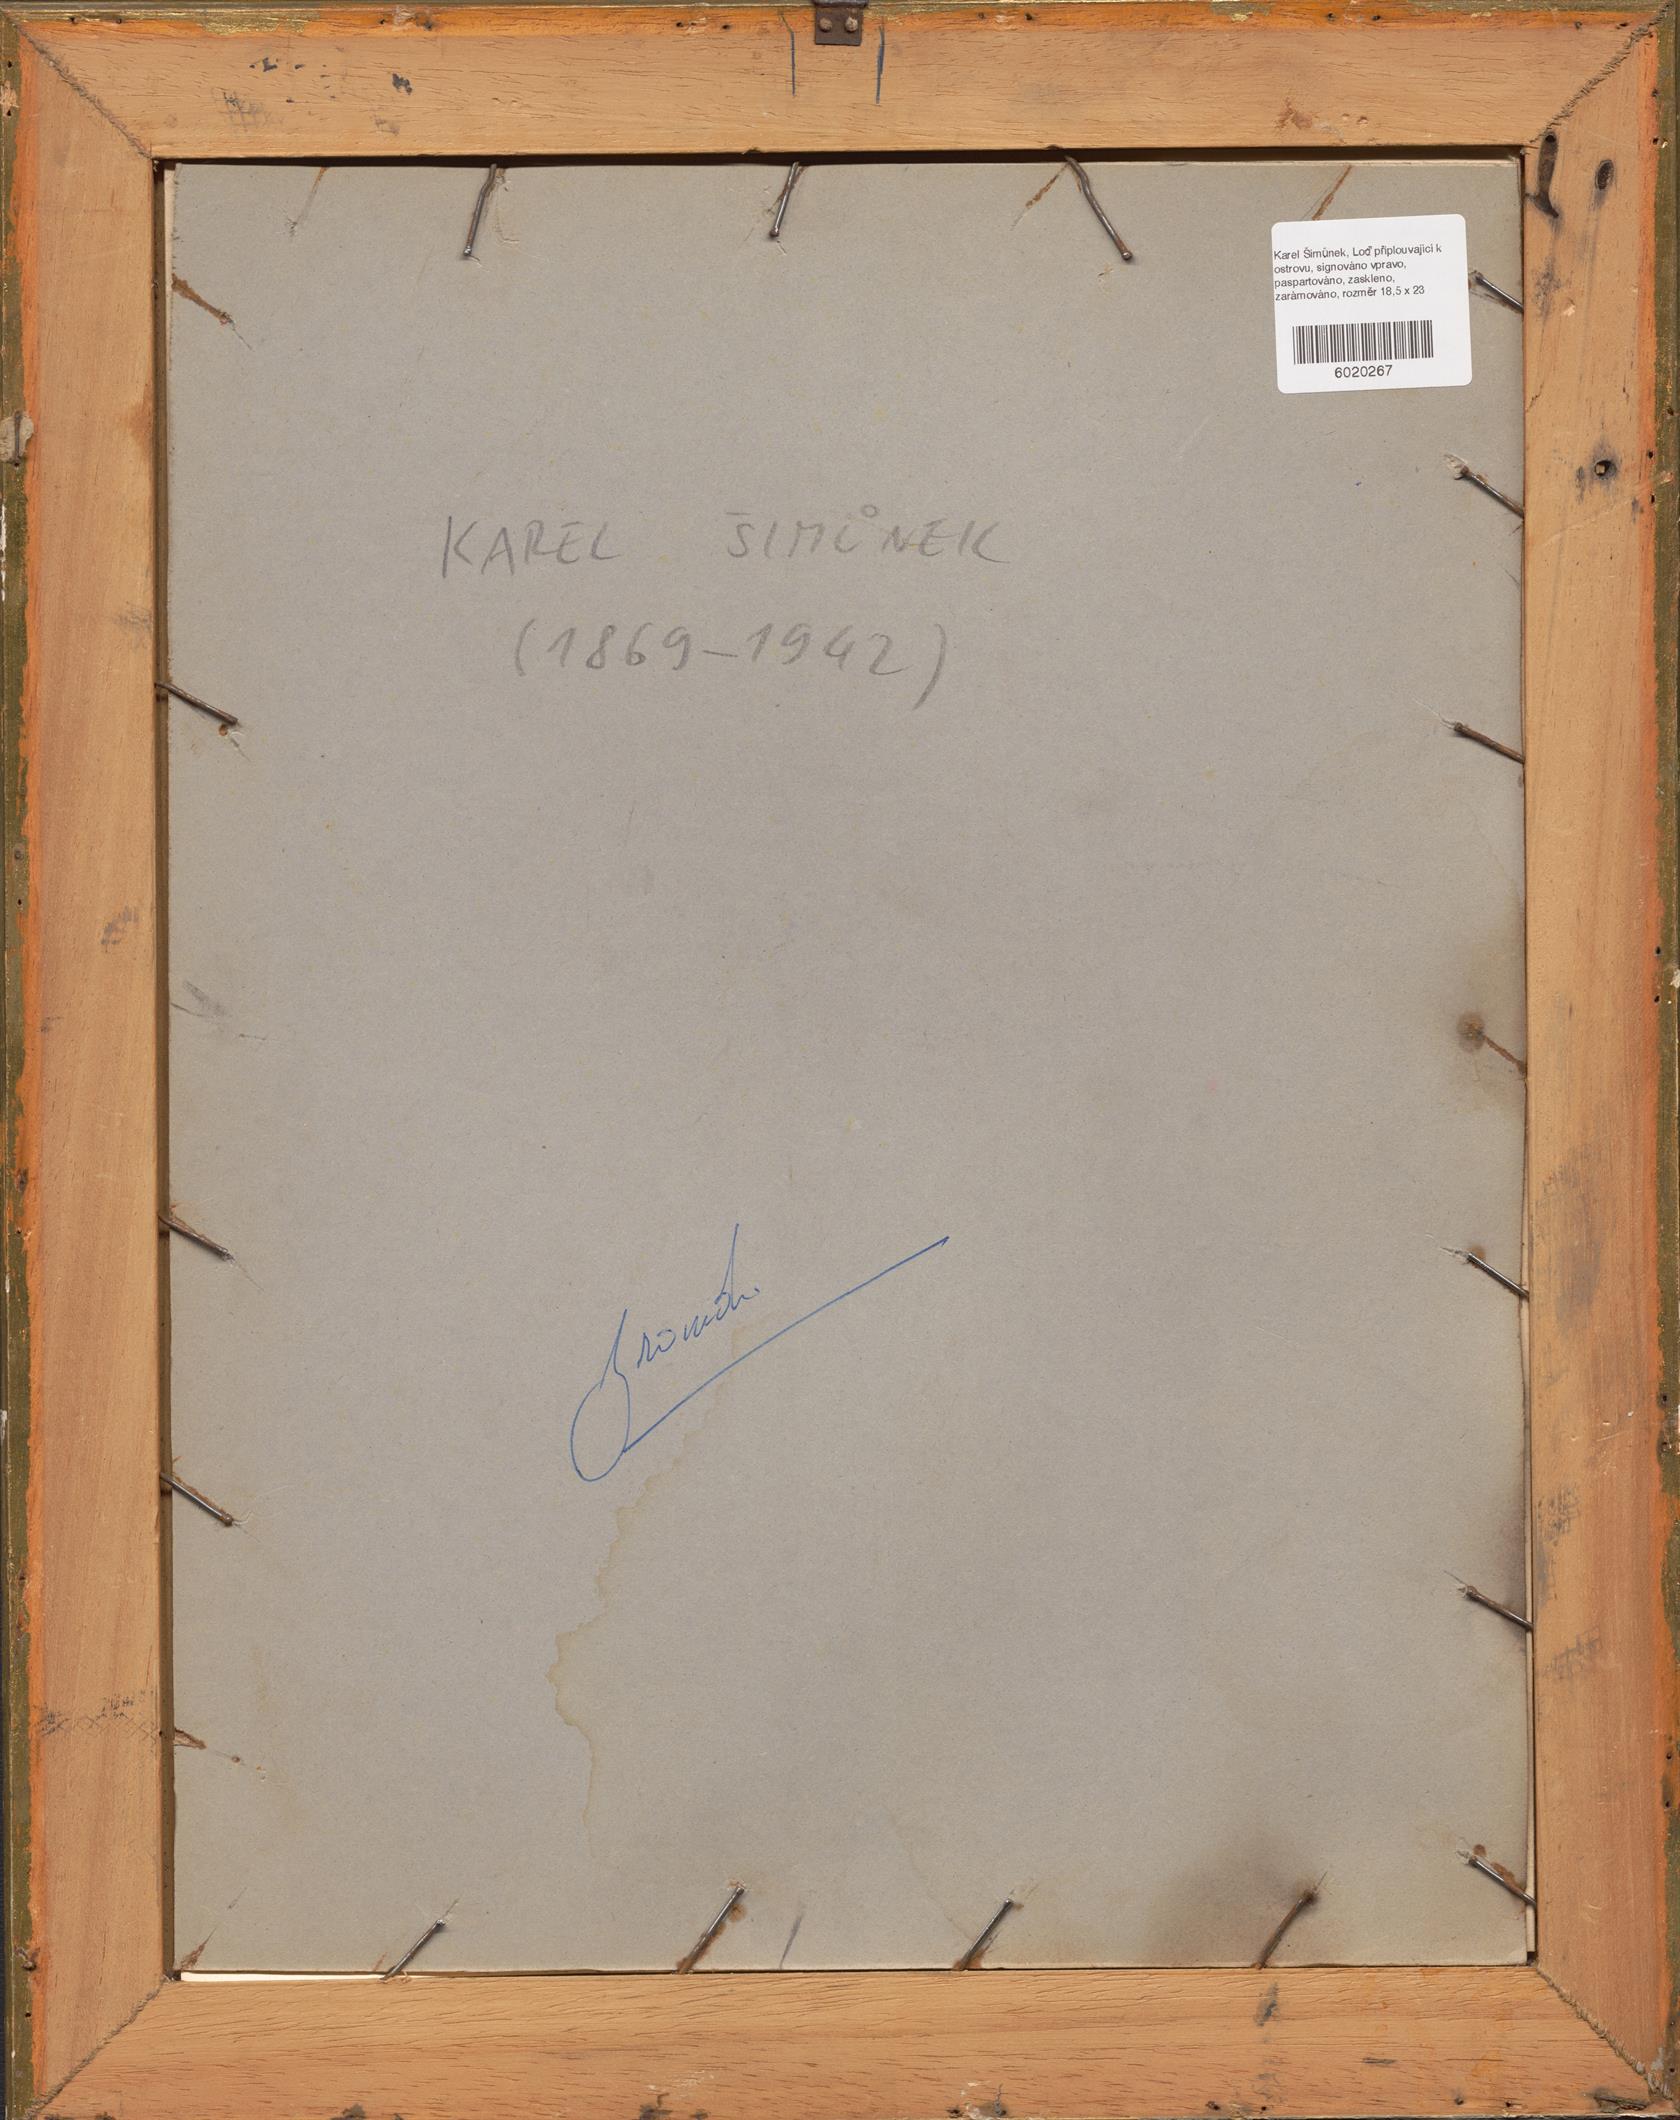 Karel Šimůnek, Loď připlouvající k
ostrovu, signováno vpravo,
paspartováno, zaskleno,
zarámováno, rozměr 18,5 x 23
6020267
KAREL ŠIMŮNEK
(1869-1942)